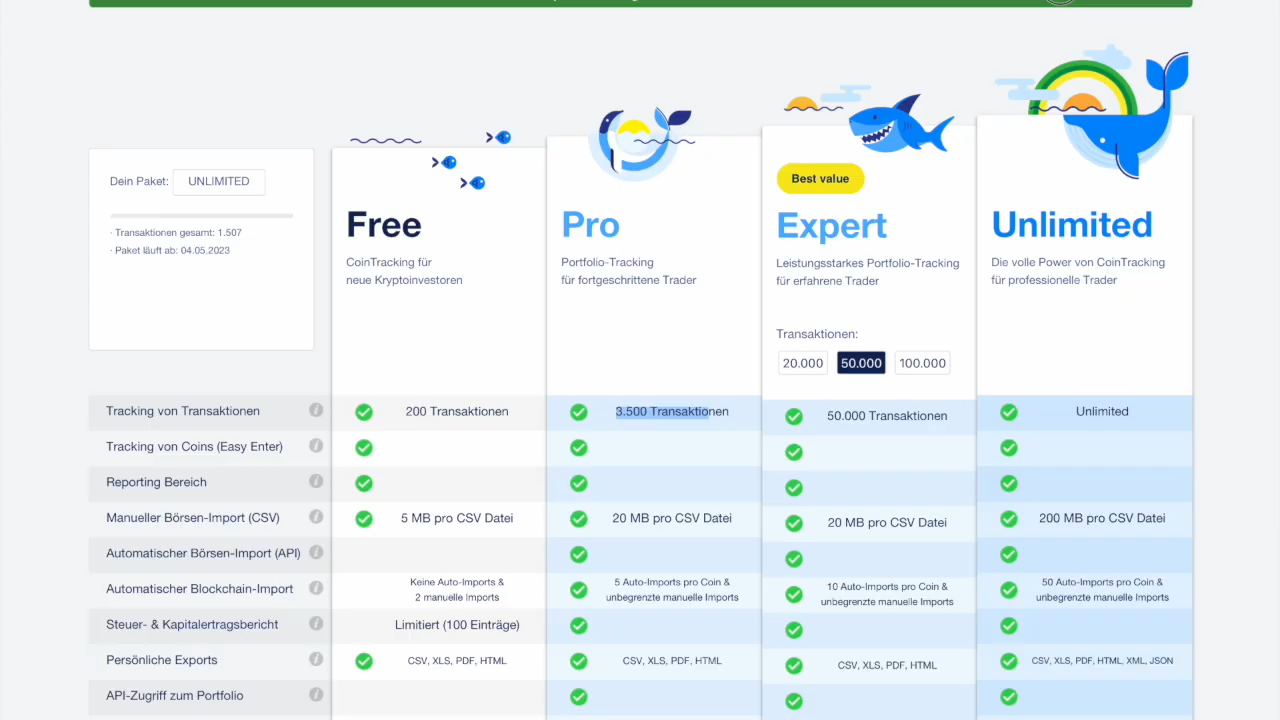 Dein Paket: UNLIMITED
· Transaktionen gesamt: 1.507
· Paket läuft ab: 04.05.2023
Free
CoinTracking für
neue Kryptoinvestoren
Pro
Portfolio-Tracking
für fortgeschrittene Trader
Best value
Expert
Leistungsstarkes Portfolio-Tracking
für erfahrene Trader
Transaktionen:
20.000 50.000 100.000
Unlimited
Die volle Power von CoinTracking
für professionelle Trader
Tracking von Transaktionen i 200 Transaktionen 3.500 Transaktionen 50.000 Transaktionen Unlimited
Tracking von Coins (Easy Enter) i
Reporting Bereich i
Manueller Börsen-Import (CSV) i 5 MB pro CSV Datei 20 MB pro CSV Datei 20 MB pro CSV Datei 200 MB pro CSV Datei
Automatischer Börsen-Import (API) i
Automatischer Blockchain-Import i
Keine Auto-Imports &
2 manuelle Imports
5 Auto-Imports pro Coin &
unbegrenzte manuelle Imports
10 Auto-Imports pro Coin &
unbegrenzte manuelle Imports
50 Auto-Imports pro Coin &
unbegrenzte manuelle Imports
Steuer- & Kapitalertragsbericht i Limitiert (100 Einträge)
Persönliche Exports i CSV, XLS, PDF, HTML CSV, XLS, PDF, HTML CSV, XLS, PDF, HTML CSV, XLS, PDF, HTML, XML, JSON
API-Zugriff zum Portfolio i